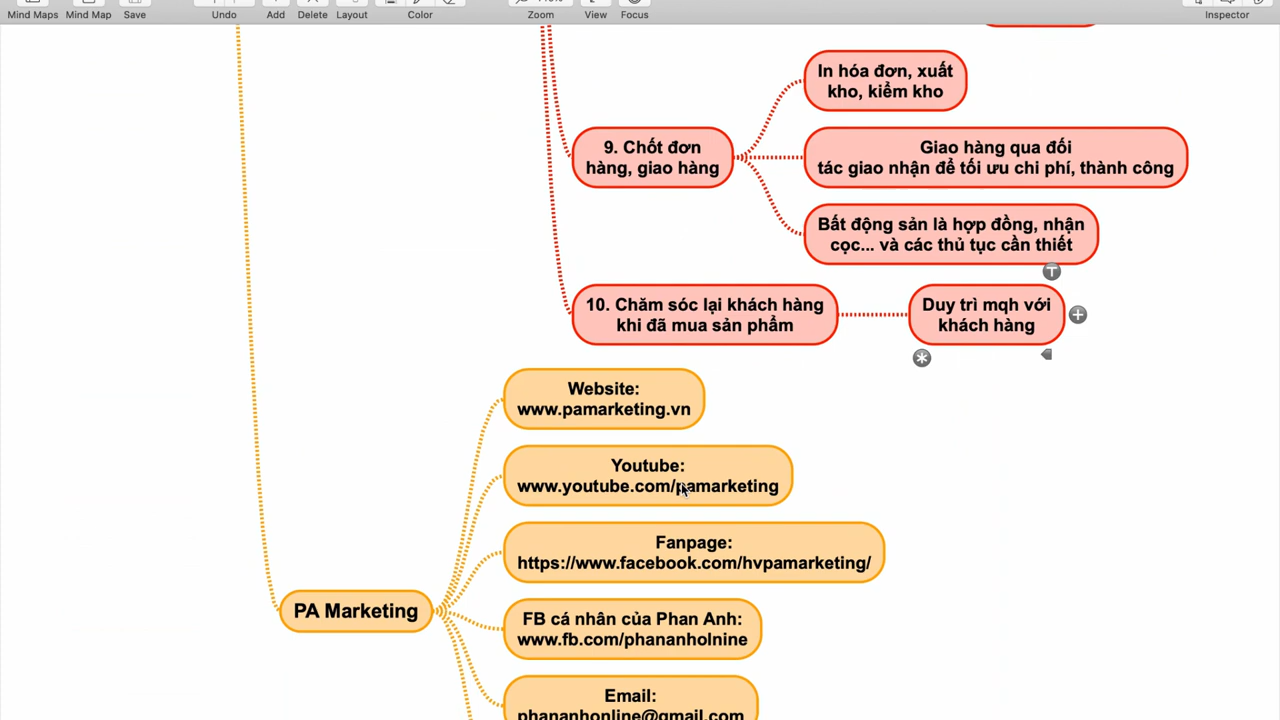 Mind Maps
Mind Map
Save
Undo
Add
Delete
Layout
Color
Zoom
View
Focus
Inspector
In hóa đơn, xuất
kho, kiểm kho
9. Chốt đơn
hàng, giao hàng
Giao hàng qua đối
tác giao nhận để tối ưu chi phí, thành công
Bất động sản là hợp đồng, nhận
cọc... và các thủ tục cần thiết
10. Chăm sóc lại khách hàng
khi đã mua sản phẩm
Duy trì mqh với
khách hàng
Website:
www.pamarketing.vn
Youtube:
www.youtube.com/pamarketing
Fanpage:
https://www.facebook.com/hvpamarketing/
PA Marketing
FB cá nhân của Phan Anh:
www.fb.com/phananholnine
Email:
phananhonline@gmail.com